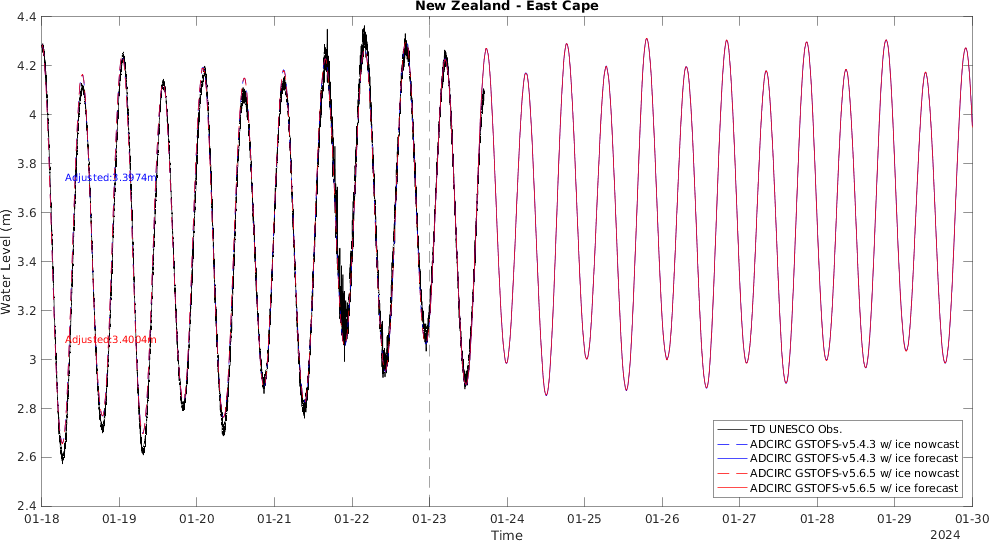 New Zealand - East Cape
4.4
4.2
4
3.8
3.6
3.4
3.2
3
2.8
2.6
2.4
Water Level (m)
Adjusted:3.3974m
Adjusted:3.4004m
TD UNESCO Obs.
ADCIRC GSTOFS-v5.4.3 w/ ice nowcast
ADCIRC GSTOFS-v5.4.3 w/ ice forecast
ADCIRC GSTOFS-v5.6.5 w/ ice nowcast
ADCIRC GSTOFS-v5.6.5 w/ ice forecast
01-18 01-19 01-20 01-21 01-22 01-23 01-24 01-25 01-26 01-27 01-28 01-29 01-30
Time
2024